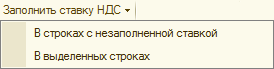 Заполнить ставку НДС
В строках с незаполненной ставкой
В выделенных строках